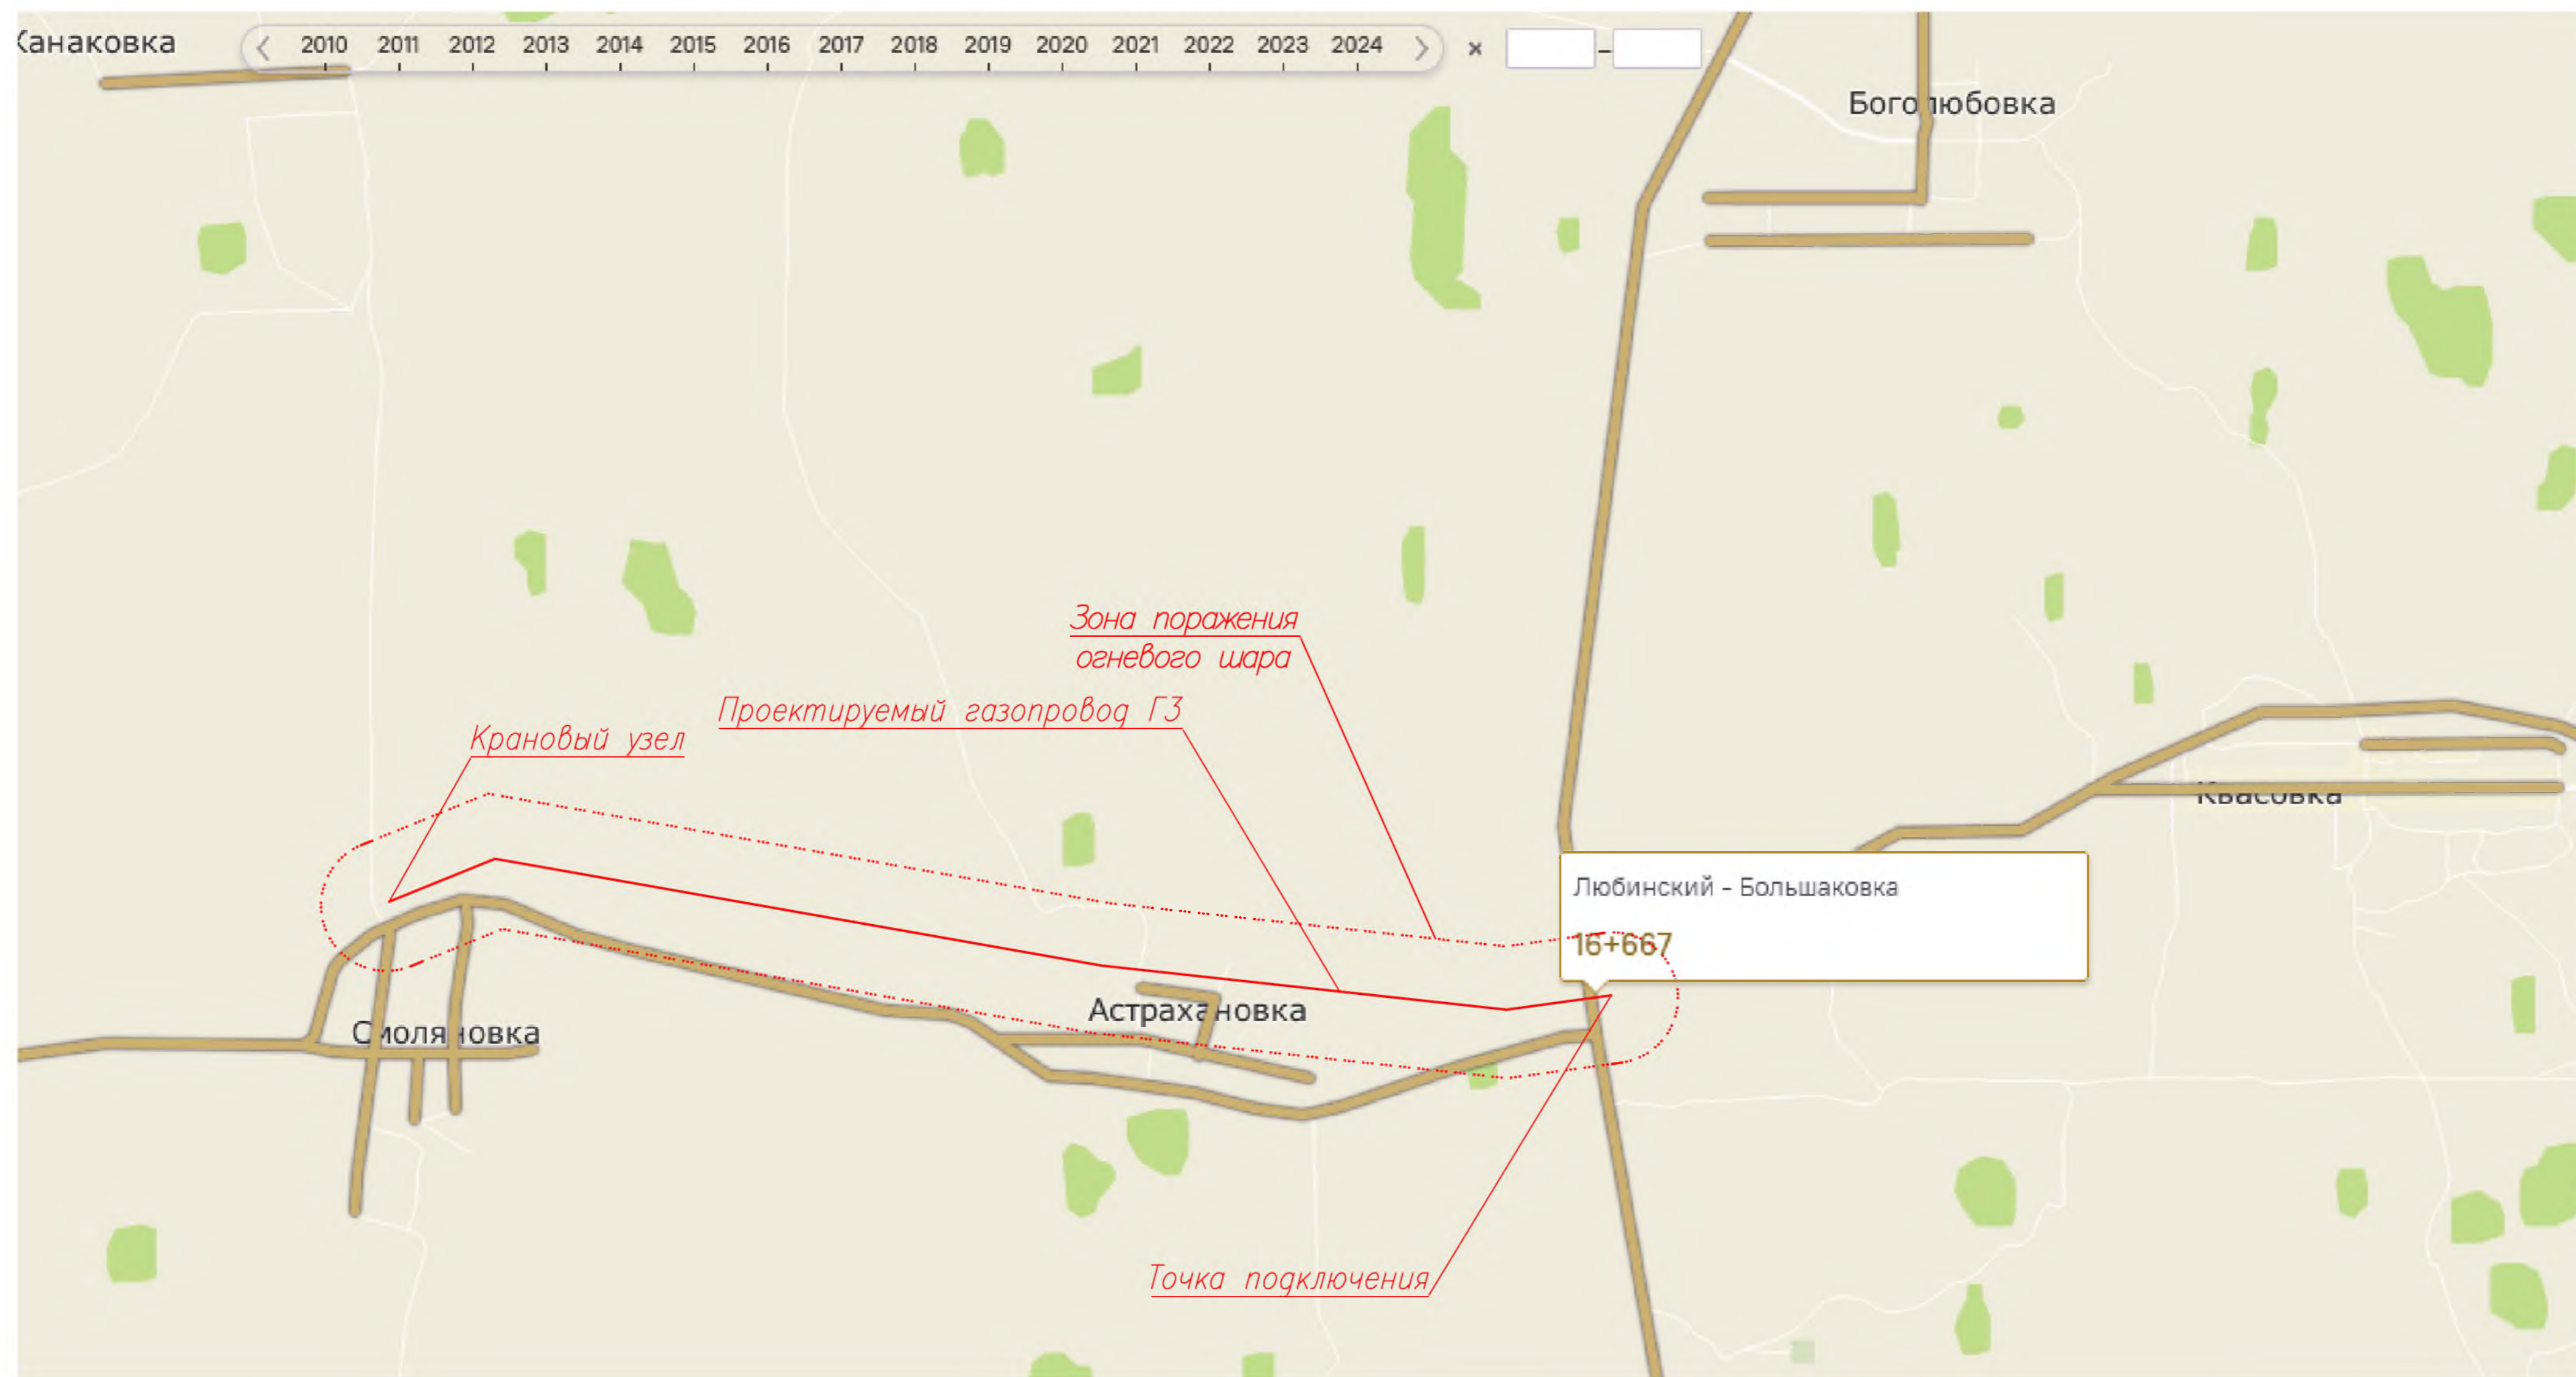 Канаковка
2010 2011 2012 2013 2014 2015 2016 2017 2018 2019 2020 2021 2022 2023 2024
× –
Боголюбовка
Зона поражения
огневого шара
Проектируемый газопровод Г3
Крановый узел
Квасовка
Любинский - Большаковка
16+667
Астрахановка
Смоляновка
Точка подключения